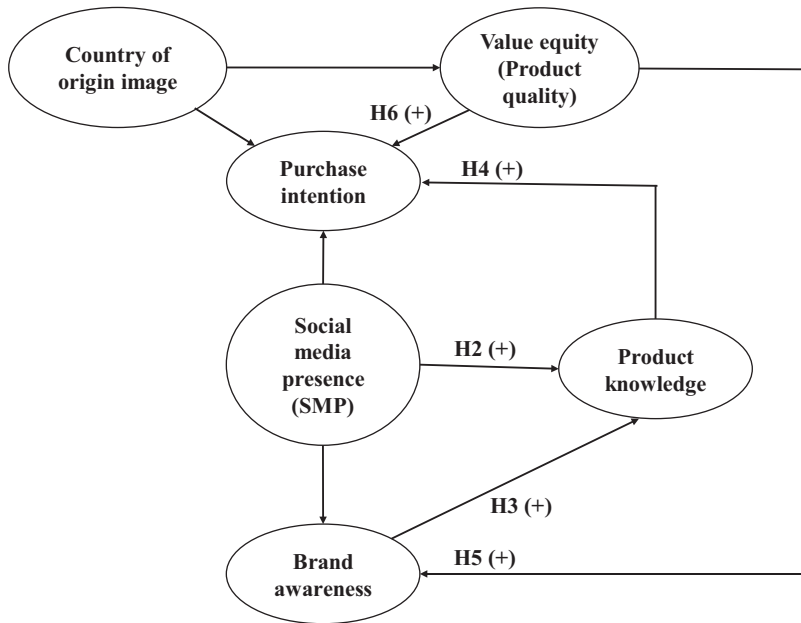 Country of
origin image
Value equity
(Product
quality)
H6 (+)
Purchase
intention
H4 (+)
Social
media
presence
(SMP)
H2 (+)
Product
knowledge
H3 (+)
Brand
awareness
H5 (+)